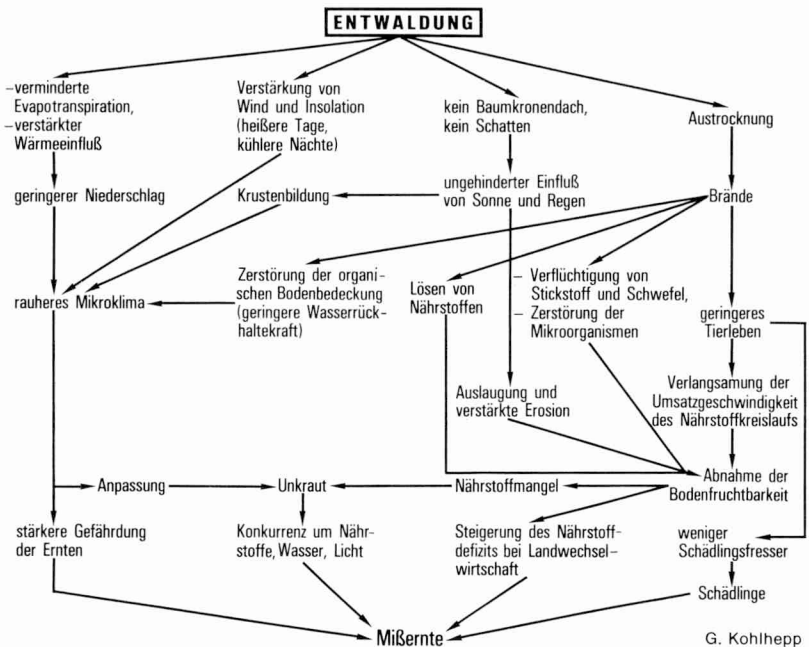 ENTWALDUNG
–verminderte
Evapotranspiration,
–verstärkter
Wärmeeinfluß
Verstärkung von
Wind und Insolation
(heißere Tage,
kühlere Nächte)
kein Baumkronendach,
kein Schatten
Austrocknung
geringerer Niederschlag
Krustenbildung
ungehinderter Einfluß
von Sonne und Regen
Brände
rauheres Mikroklima
Zerstörung der organi-
schen Bodenbedeckung
(geringere Wasserrück-
haltekraft)
Lösen von
Nährstoffen
– Verflüchtigung von
Stickstoff und Schwefel,
– Zerstörung der
Mikroorganismen
geringeres
Tierleben
Auslaugung und
verstärkte Erosion
Verlangsamung der
Umsatzgeschwindigkeit
des Nährstoffkreislaufs
Anpassung
Unkraut
Nährstoffmangel
Abnahme der
Bodenfruchtbarkeit
stärkere Gefährdung
der Ernten
Konkurrenz um Nähr-
stoffe, Wasser, Licht
Steigerung des Nährstoff-
defizits bei Landwechsel-
wirtschaft
weniger
Schädlingsfresser
Schädlinge
Mißernte
G. Kohlhepp